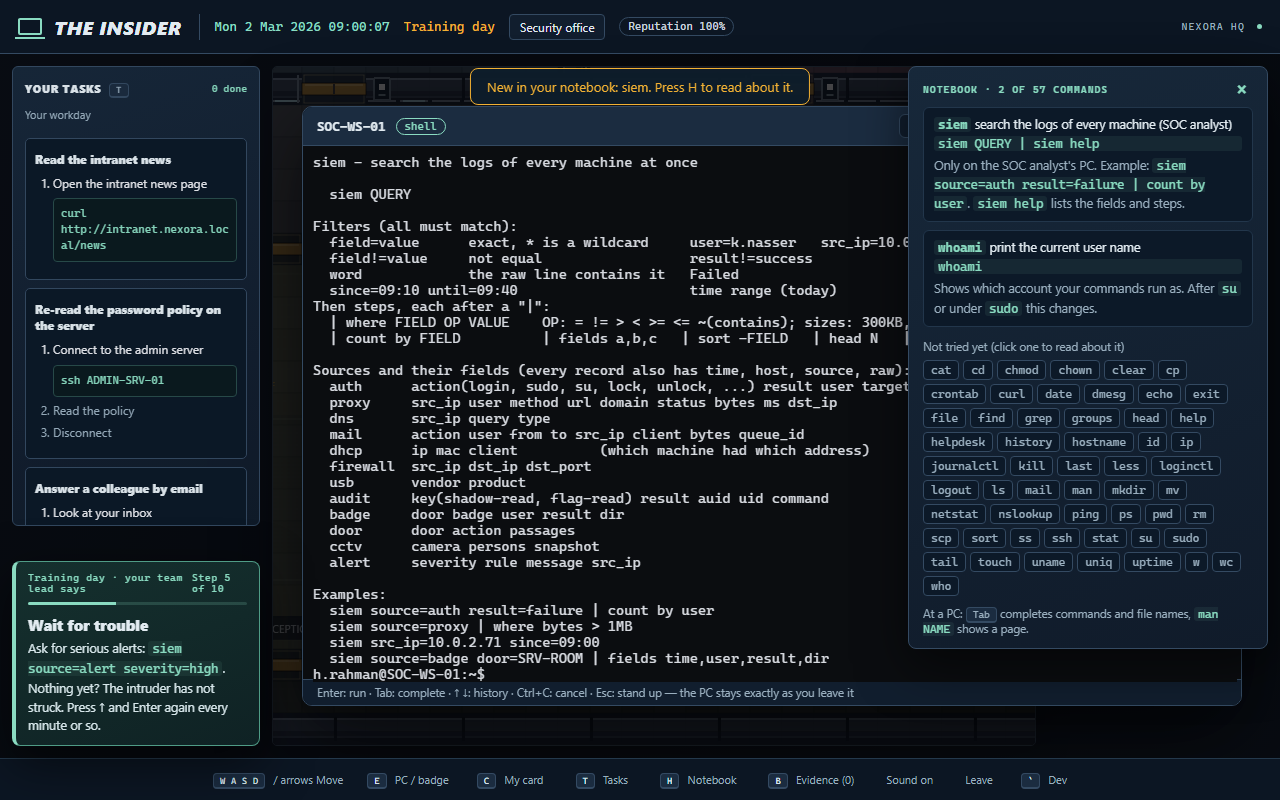 THE INSIDER
Mon 2 Mar 2026 09:00:07
Training day
Security office
Reputation 100%
NEXORA HQ
YOUR TASKS T
0 done
Your workday
Read the intranet news
1. Open the intranet news page
curl
http://intranet.nexora.loc
al/news
Re-read the password policy on
the server
1. Connect to the admin server
ssh ADMIN-SRV-01
2. Read the policy
3. Disconnect
Answer a colleague by email
1. Look at your inbox
Training day · your team
lead says
Step 5
of 10
Wait for trouble
Ask for serious alerts: siem
source=alert severity=high.
Nothing yet? The intruder has not
struck. Press ↑ and Enter again every
minute or so.
New in your notebook: siem. Press H to read about it.
SOC-WS-01 shell
siem - search the logs of every machine at once
siem QUERY
Filters (all must match):
field=value exact, * is a wildcard user=k.nasser src_ip=10.0
field!=value not equal result!=success
word the raw line contains it Failed
since=09:10 until=09:40 time range (today)
Then steps, each after a "|":
| where FIELD OP VALUE OP: = != > < >= <= ~(contains); sizes: 300KB,
| count by FIELD | fields a,b,c | sort -FIELD | head N |
Sources and their fields (every record also has time, host, source, raw):
auth action(login, sudo, su, lock, unlock, ...) result user target
proxy src_ip user method url domain status bytes ms dst_ip
dns src_ip query type
mail action user from to src_ip client bytes queue_id
dhcp ip mac client (which machine had which address)
firewall src_ip dst_ip dst_port
usb vendor product
audit key(shadow-read, flag-read) result auid uid command
badge door badge user result dir
door door action passages
cctv camera persons snapshot
alert severity rule message src_ip
Examples:
siem source=auth result=failure | count by user
siem source=proxy | where bytes > 1MB
siem src_ip=10.0.2.71 since=09:00
siem source=badge door=SRV-ROOM | fields time,user,result,dir
h.rahman@SOC-WS-01:~$
Enter: run · Tab: complete · ↑↓: history · Ctrl+C: cancel · Esc: stand up — the PC stays exactly as you leave it
NOTEBOOK · 2 OF 57 COMMANDS
×
siem search the logs of every machine (SOC analyst)
siem QUERY | siem help
Only on the SOC analyst's PC. Example: siem
source=auth result=failure | count by
user. siem help lists the fields and steps.
whoami print the current user name
whoami
Shows which account your commands run as. After su
or under sudo this changes.
Not tried yet (click one to read about it)
cat cd chmod chown clear cp
crontab curl date dmesg echo exit
file find grep groups head help
helpdesk history hostname id ip
journalctl kill last less loginctl
logout ls mail man mkdir mv
netstat nslookup ping ps pwd rm
scp sort ss ssh stat su sudo
tail touch uname uniq uptime w wc
who
At a PC: Tab completes commands and file names, man
NAME shows a page.
W A S D / arrows Move
E PC / badge
C My card
T Tasks
H Notebook
B Evidence (0)
Sound on
Leave
` Dev